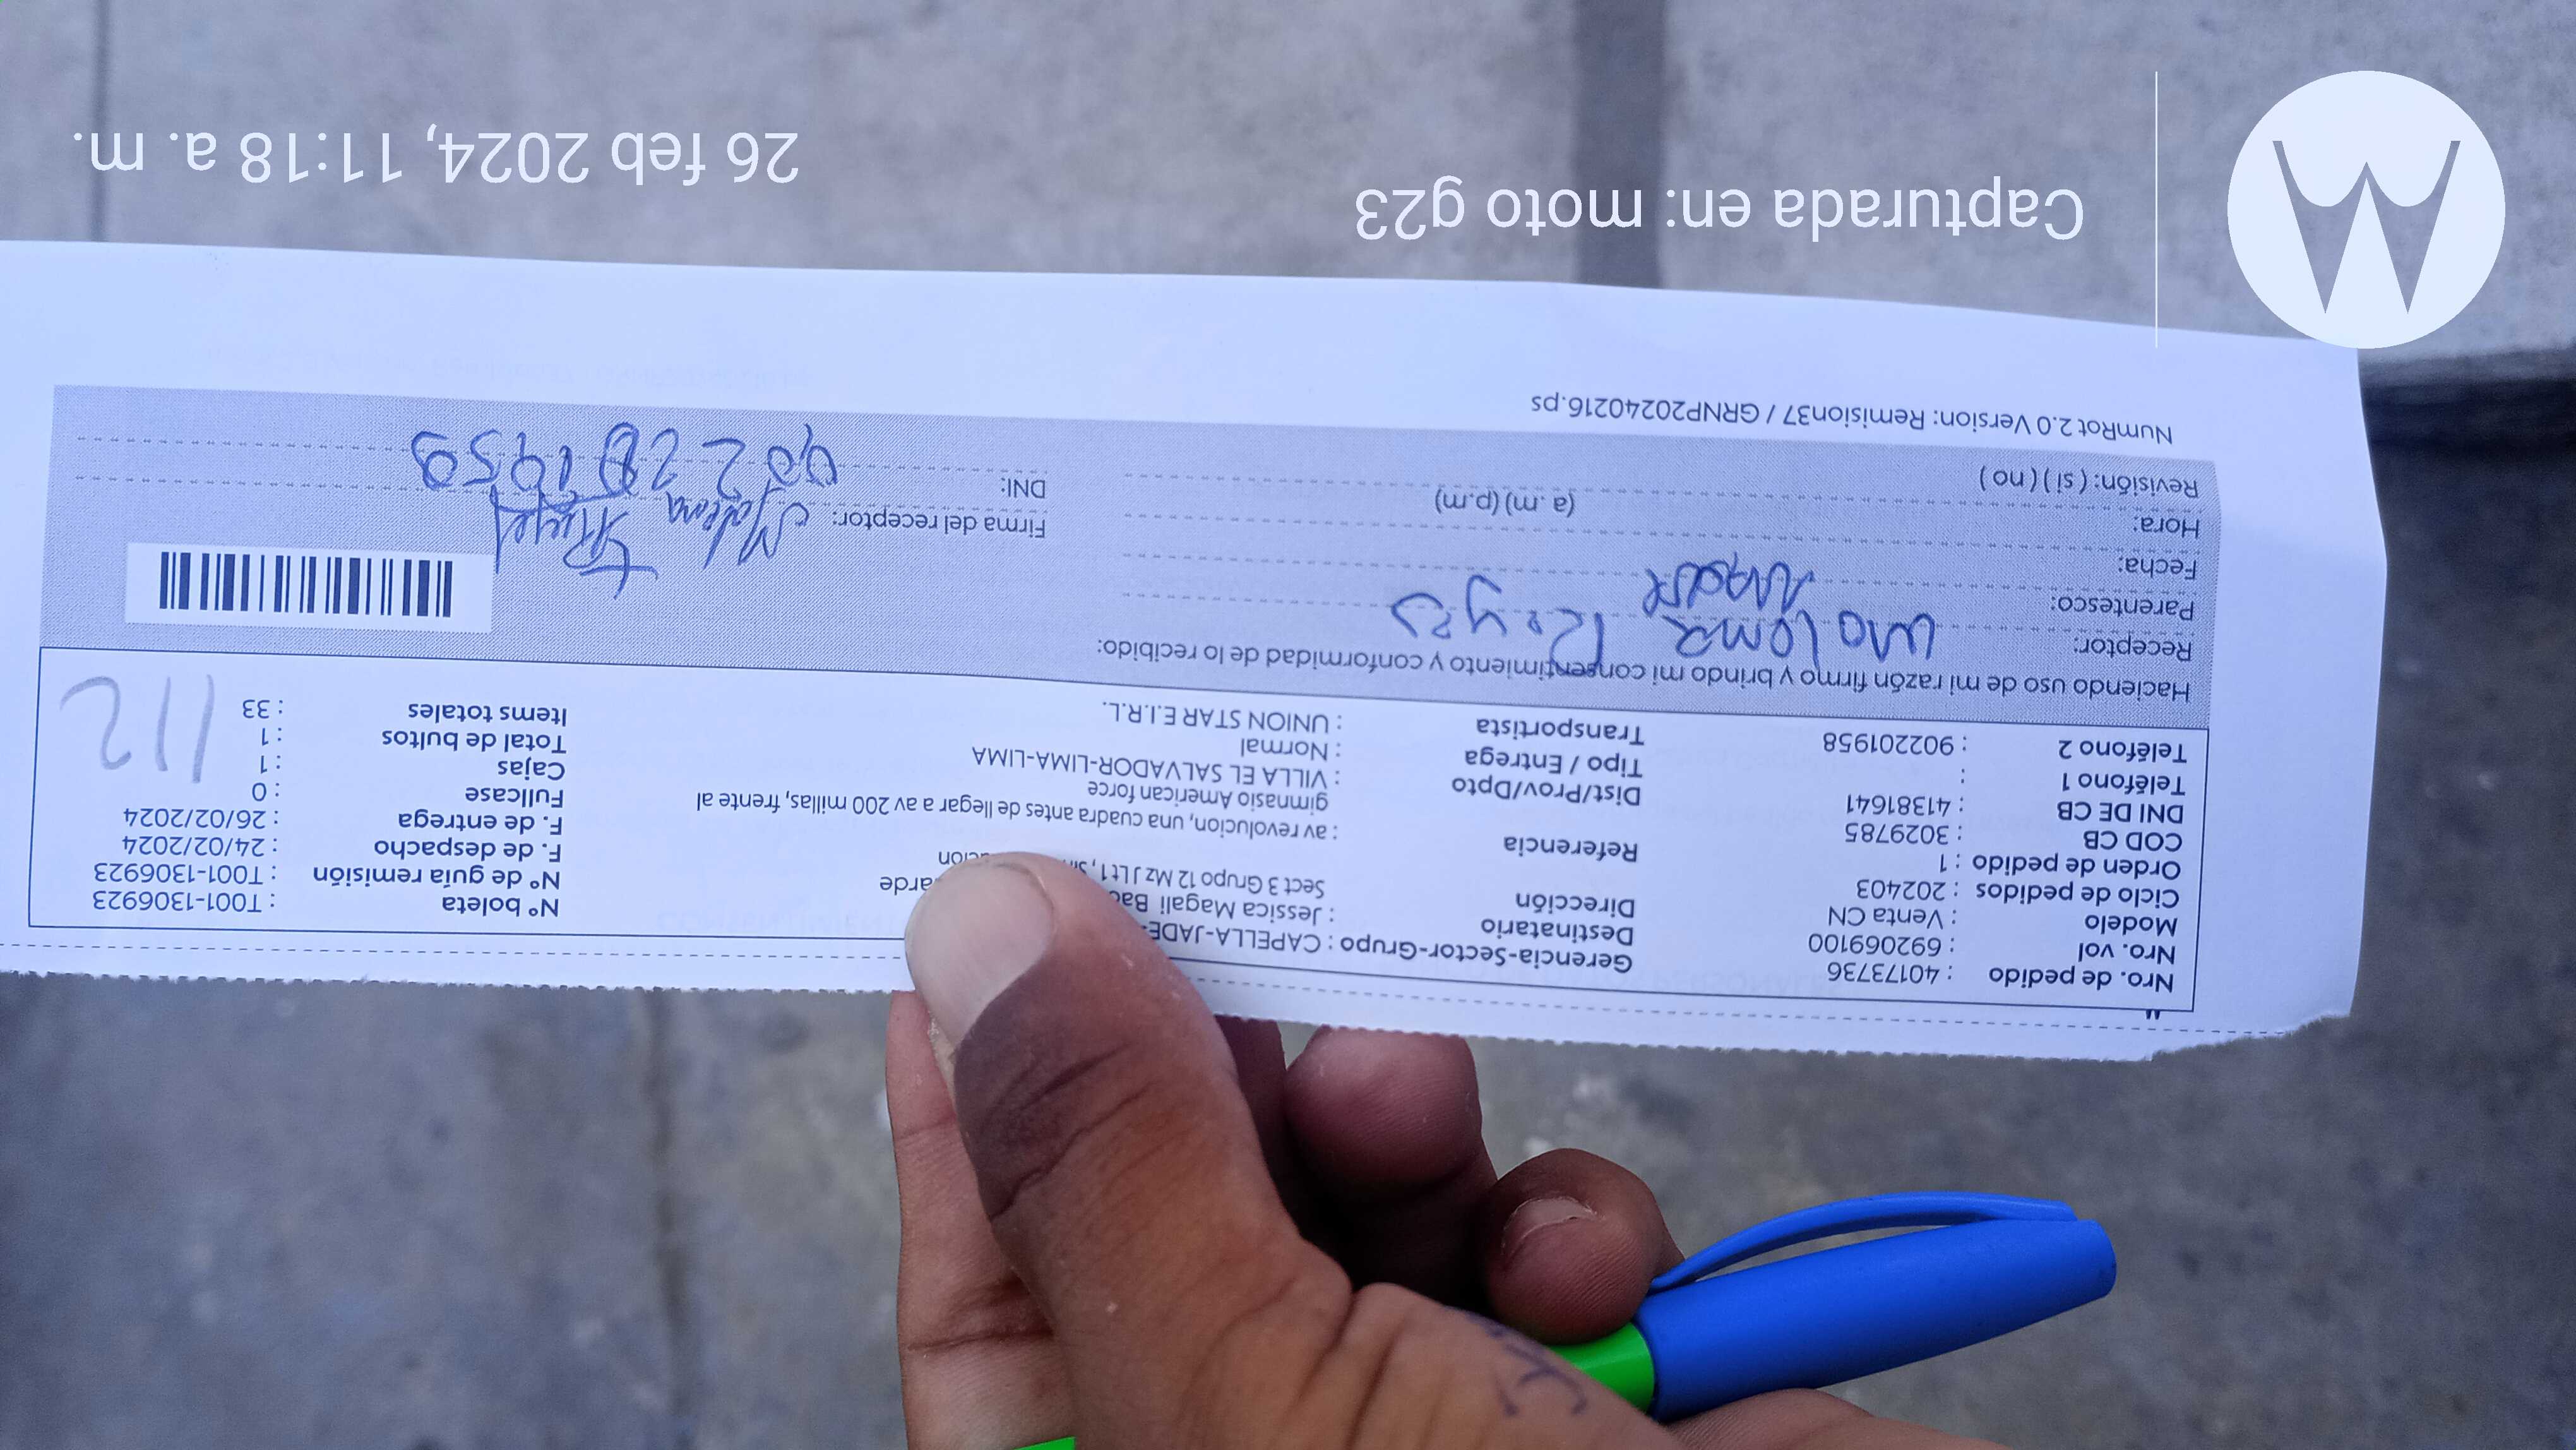 Nro. de pedido : 40173736
Nro. vol : 692069100
Modelo : Venta CN
Ciclo de pedidos : 202403
Orden de pedido : 1
COD CB : 3029785
DNI DE CB : 41381641
Teléfono 1 :
Teléfono 2 : 902201958
Gerencia-Sector-Grupo : CAPELLA-JADE-
Destinatario : Jessica Magali
Dirección Sect 3 Grupo 12 Mz J Lt 1,
Referencia : av revolucion, una cuadra antes de llegar a av 200 millas, frente al
gimnasio American force
Dist/Prov/Dpto : VILLA EL SALVADOR-LIMA-LIMA
Tipo / Entrega : Normal
Transportista : UNION STAR E.I.R.L.
N° boleta : T001-1306923
N° de guía remisión : T001-1306923
F. de despacho : 24/02/2024
F. de entrega : 26/02/2024
Fullcase : 0
Cajas : 1
Total de bultos : 1
Items totales : 33
112
Haciendo uso de mi razón firmo y brindo mi consentimiento y conformidad de lo recibido:
Receptor: Reyes
Parentesco:
Fecha:
Hora: (a .m) (p.m)
Revisión: ( si ) ( no )
Firma del receptor:
DNI:
NumRot 2.0 Version: Remision37 / GRNP20240216.ps
Capturada en: moto g23
26 feb 2024, 11:18 a. m.